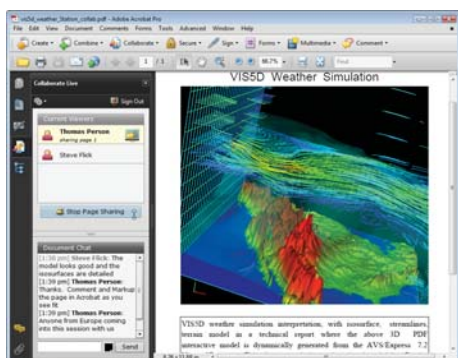 vis5d_weather_Station_collab.pdf - Adobe Acrobat Pro
File Edit View Document Comments Forms Tools Advanced Window Help
Create Combine Collaborate Secure Sign Forms Multimedia Comment
1 / 1 66.7% Find
Collaborate Live
Sign Out
Current Viewers
Thomas Person
sharing page 1
Steve Flick
Stop Page Sharing
Document Chat
[1:38 pm] Steve Flick: The
model looks good and the
isosurfaces are detailed
[1:39 pm] Thomas Person:
Thanks. Comment and Markup
the page in Acrobat as you
see fit
[1:39 pm] Thomas Person:
Anyone from Europe coming
into this session with us
Send
VIS5D Weather Simulation
VIS5D weather simulation interpretation, with isosurface, streamlines,
terrain model in a technical report where the above 3D PDF
interactive model is dynamically generated from the AVS/Express 7.2